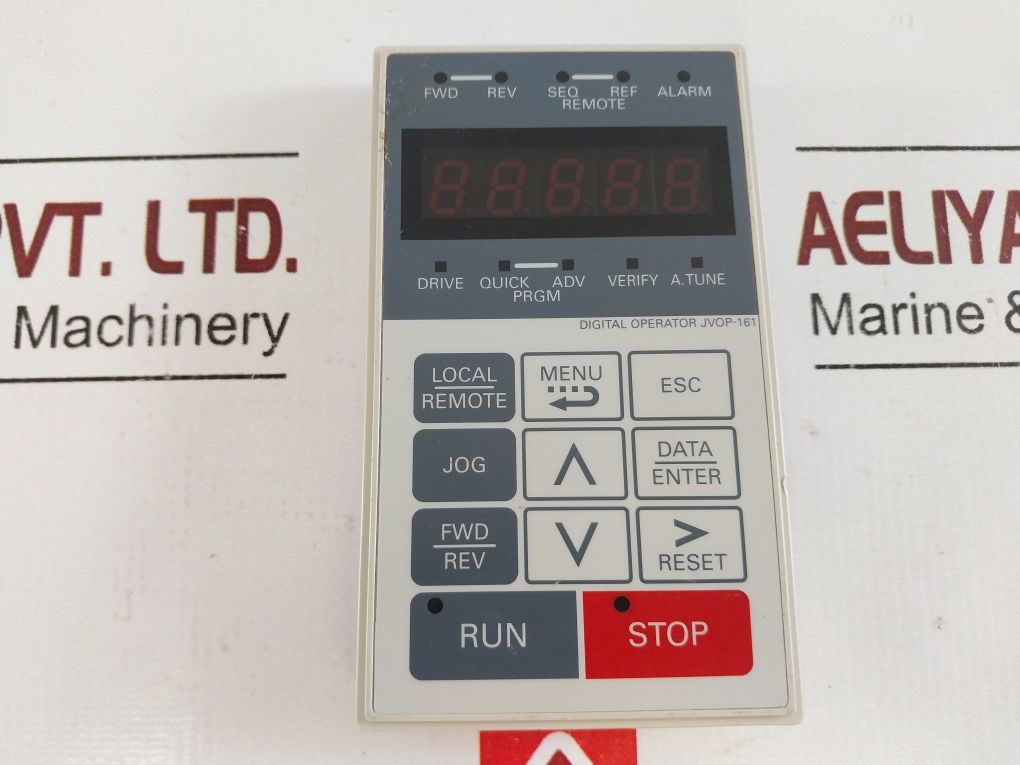 FWD REV SEQ REF ALARM
REMOTE
DRIVE QUICK ADV VERIFY A.TUNE
PRGM
DIGITAL OPERATOR JVOP-161
LOCAL
REMOTE
MENU
ESC
JOG
DATA
ENTER
FWD
REV
>
RESET
RUN
STOP
PVT. LTD.
Machinery
AELIYA
Marine &